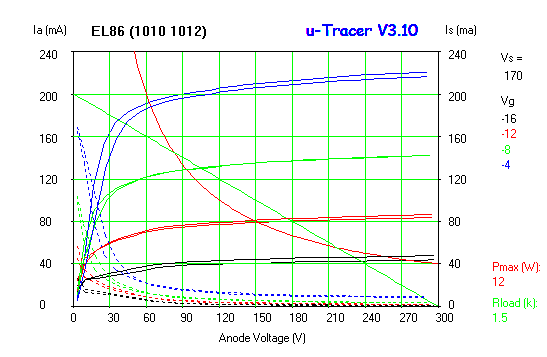 Ia (mA) EL86 (1010 1012) u-Tracer V3.10 Is (ma)
240 240
200 200
160 160
120 120
80 80
40 40
0 0
0 30 60 90 120 150 180 210 240 270 300
Anode Voltage (V)
Vs =
170
Vg
-16
-12
-8
-4
Pmax (W):
12
Rload (k):
1.5